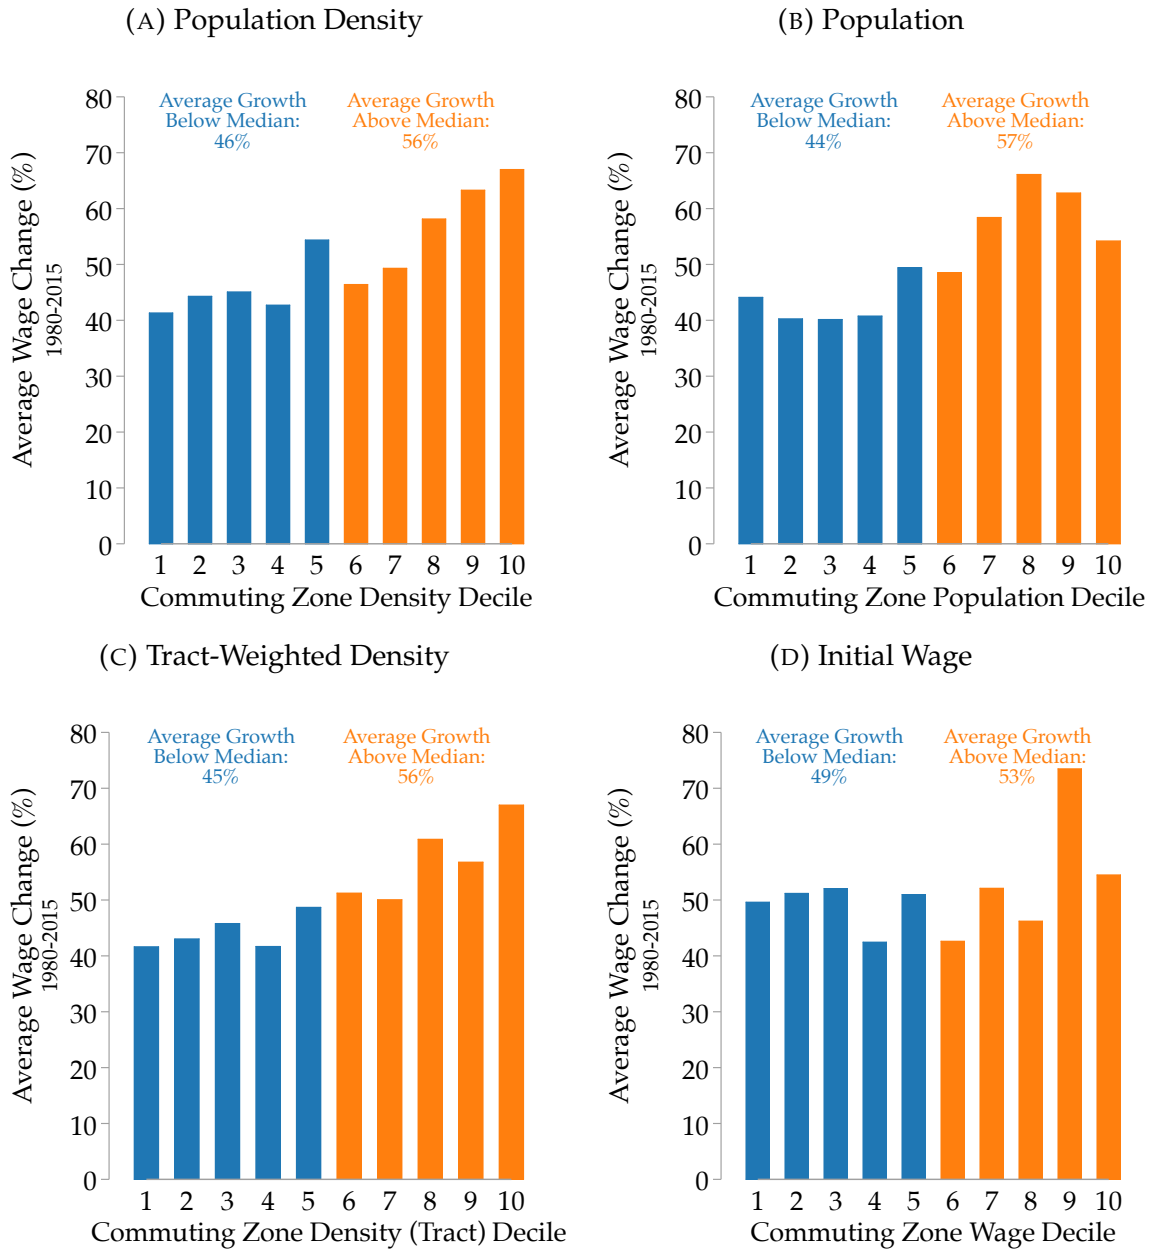 (A) Population Density
Average Wage Change (%)
1980-2015
80
70
60
50
40
30
20
10
0
Average Growth
Below Median:
46%
Average Growth
Above Median:
56%
1 2 3 4 5 6 7 8 9 10
Commuting Zone Density Decile
(B) Population
Average Wage Change (%)
1980-2015
80
70
60
50
40
30
20
10
0
Average Growth
Below Median:
44%
Average Growth
Above Median:
57%
1 2 3 4 5 6 7 8 9 10
Commuting Zone Population Decile
(C) Tract-Weighted Density
Average Wage Change (%)
1980-2015
80
70
60
50
40
30
20
10
0
Average Growth
Below Median:
45%
Average Growth
Above Median:
56%
1 2 3 4 5 6 7 8 9 10
Commuting Zone Density (Tract) Decile
(D) Initial Wage
Average Wage Change (%)
1980-2015
80
70
60
50
40
30
20
10
0
Average Growth
Below Median:
49%
Average Growth
Above Median:
53%
1 2 3 4 5 6 7 8 9 10
Commuting Zone Wage Decile